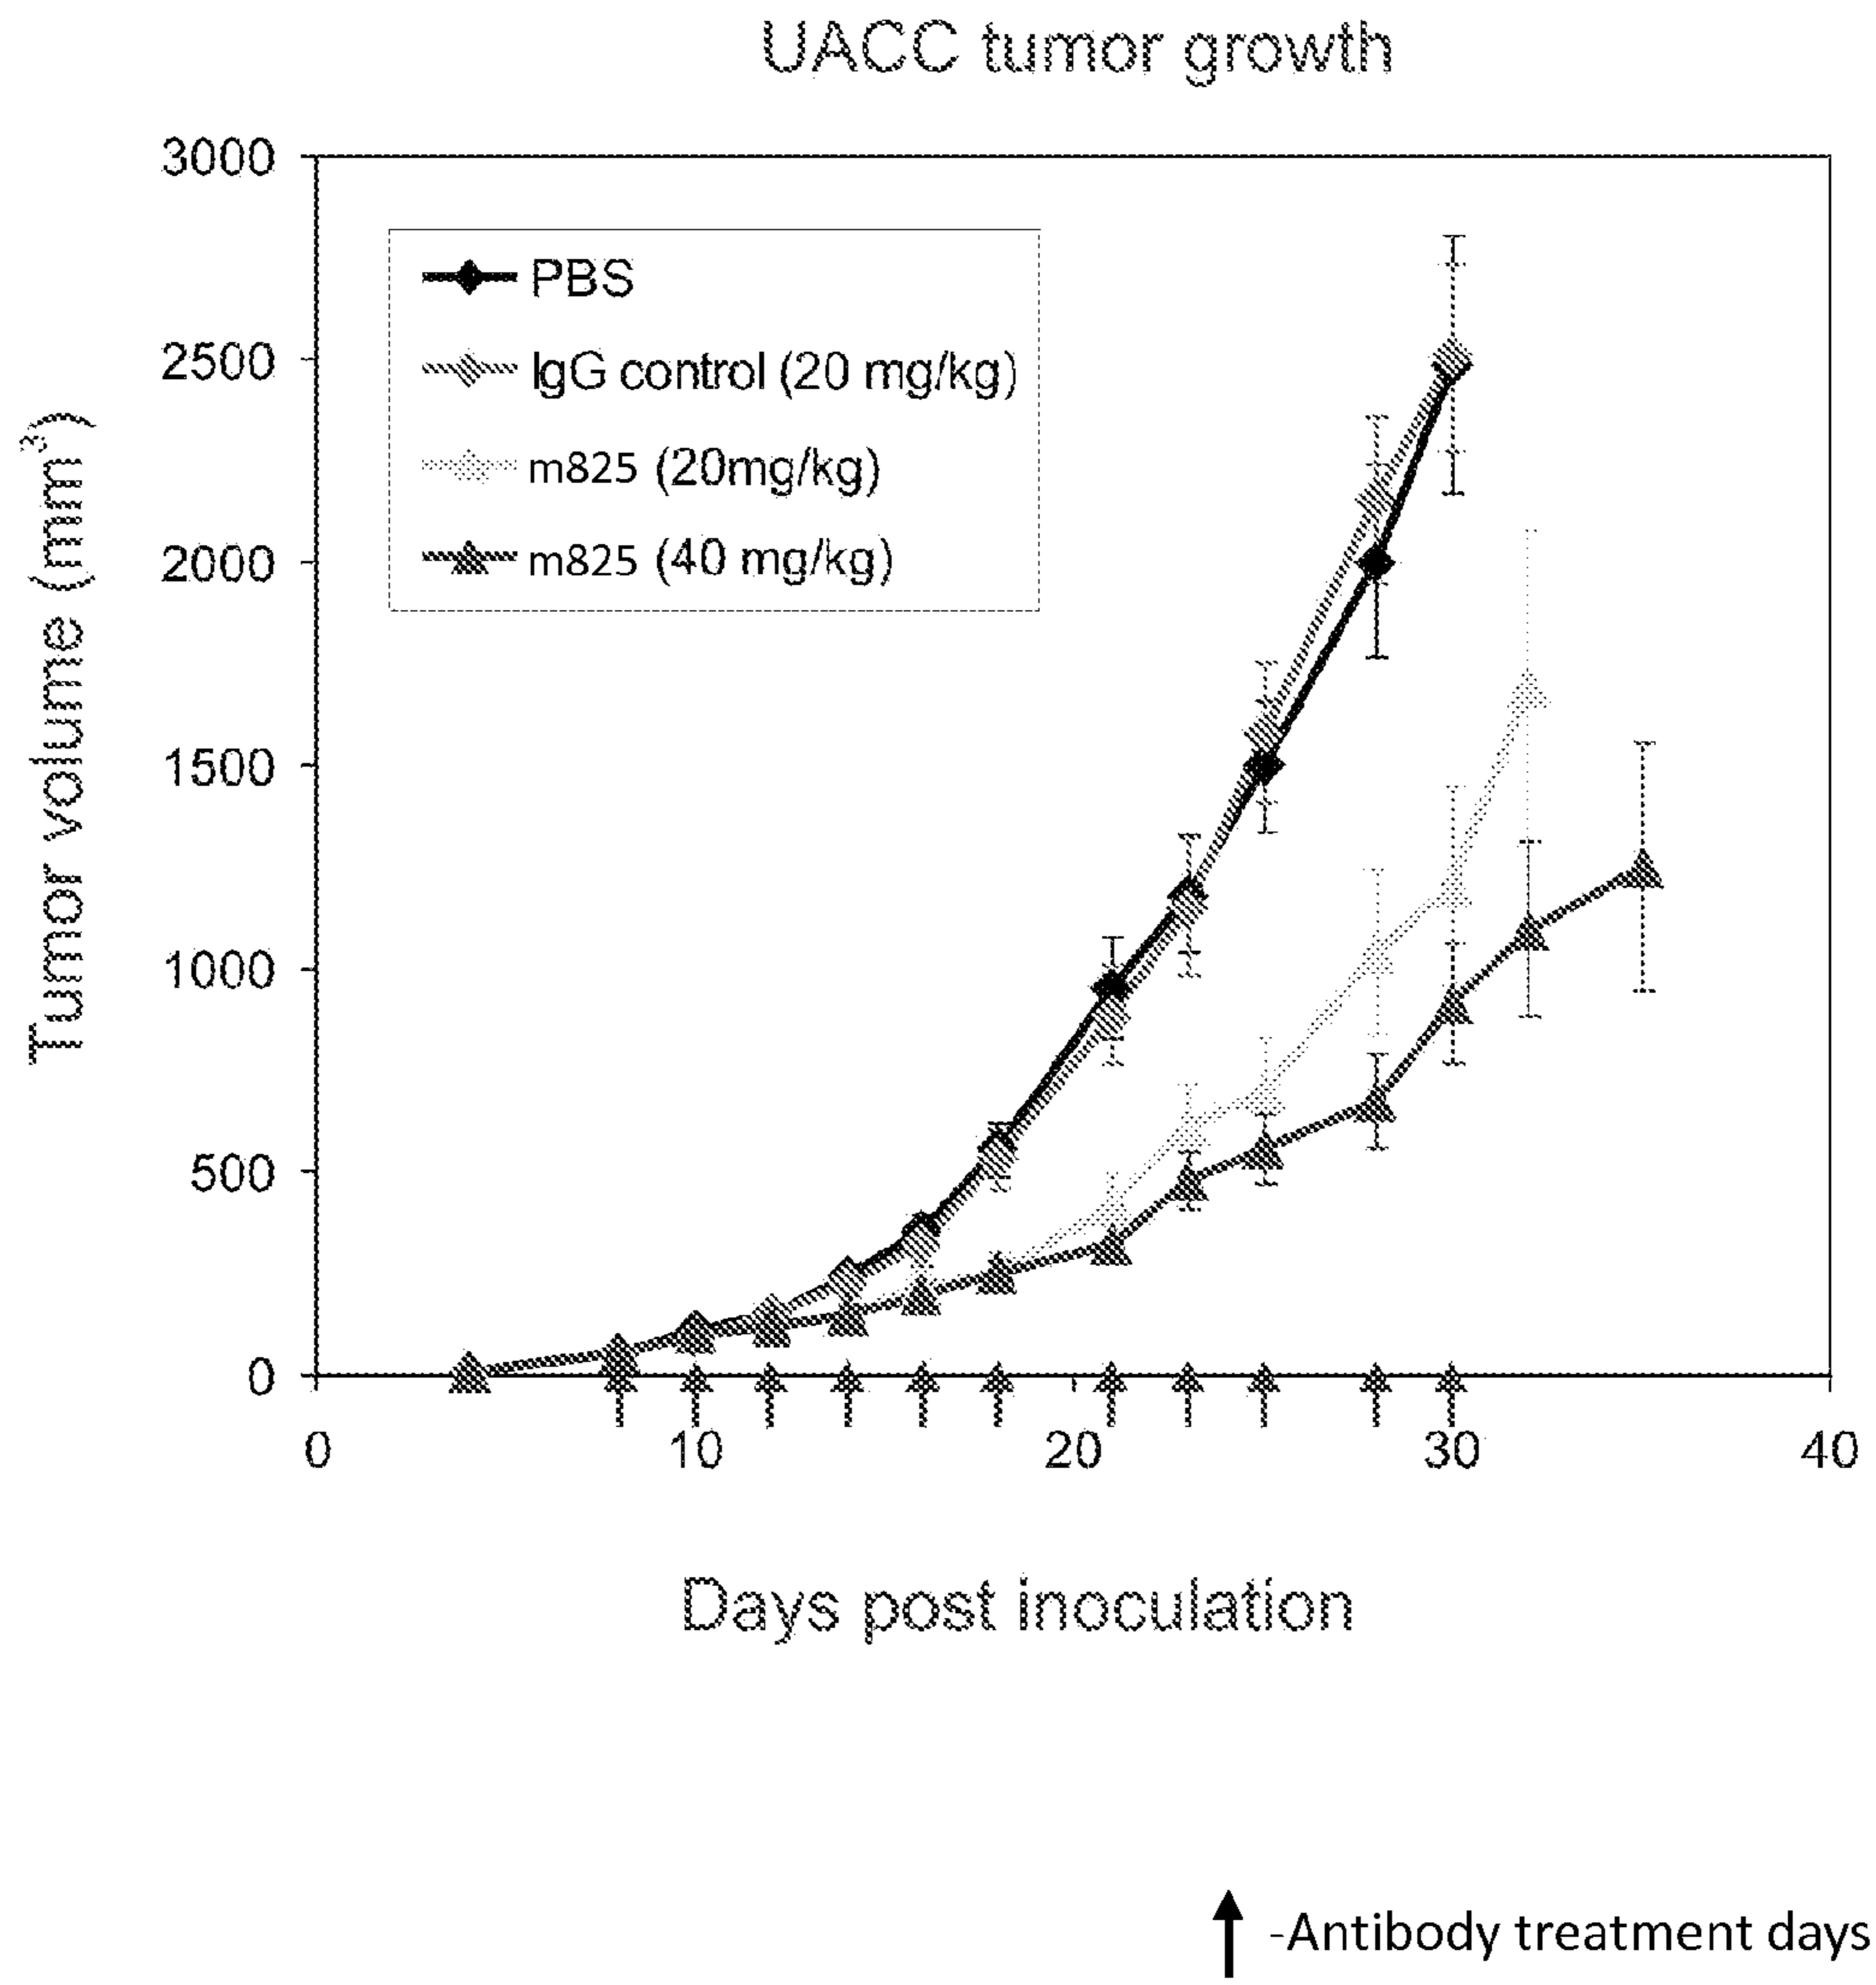 UACC tumor growth
3000
2500
2000
1500
1000
500
0
Tumor volume (mm³)
PBS
IgG control (20 mg/kg)
m825 (20mg/kg)
m825 (40 mg/kg)
0 10 20 30 40
Days post inoculation
-Antibody treatment days